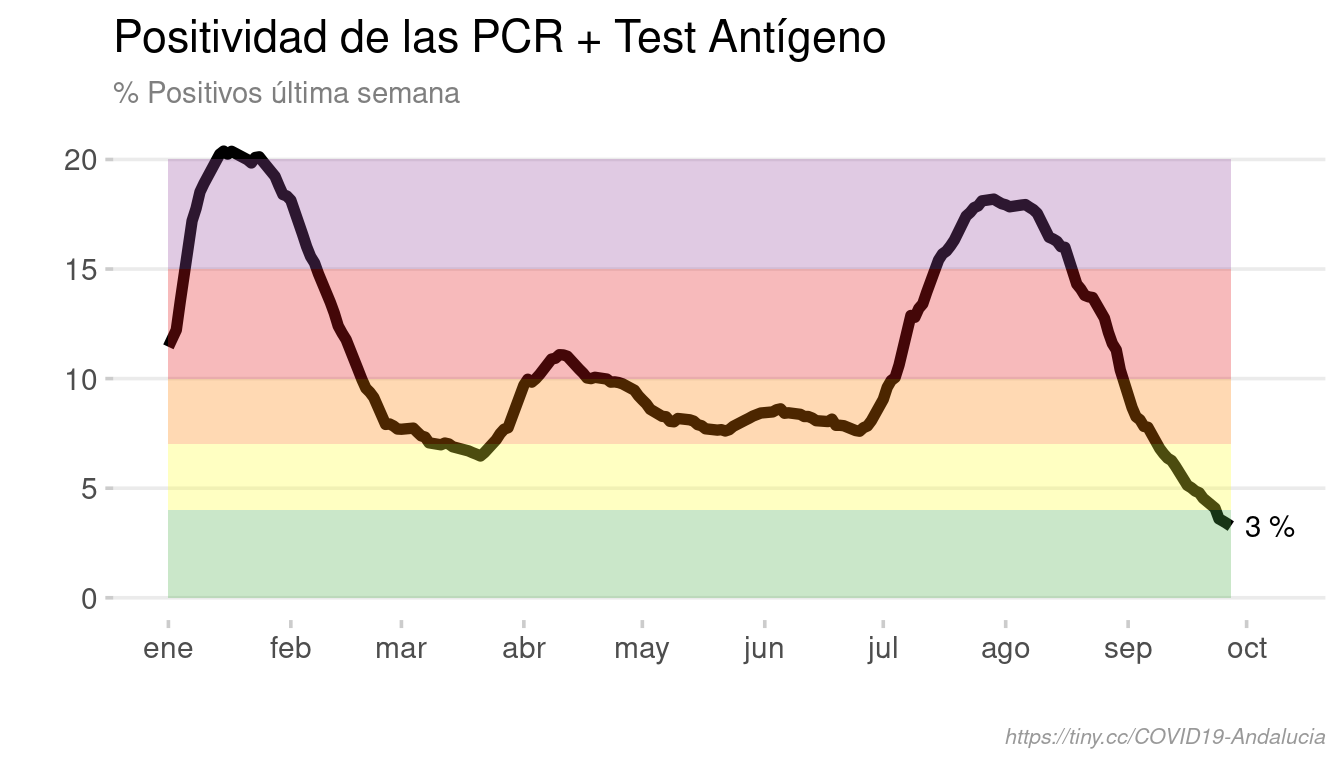 Positividad de las PCR + Test Antígeno
% Positivos última semana
20
15
10
5
0
3 %
ene feb mar abr may jun jul ago sep oct
https://tiny.cc/COVID19-Andalucia